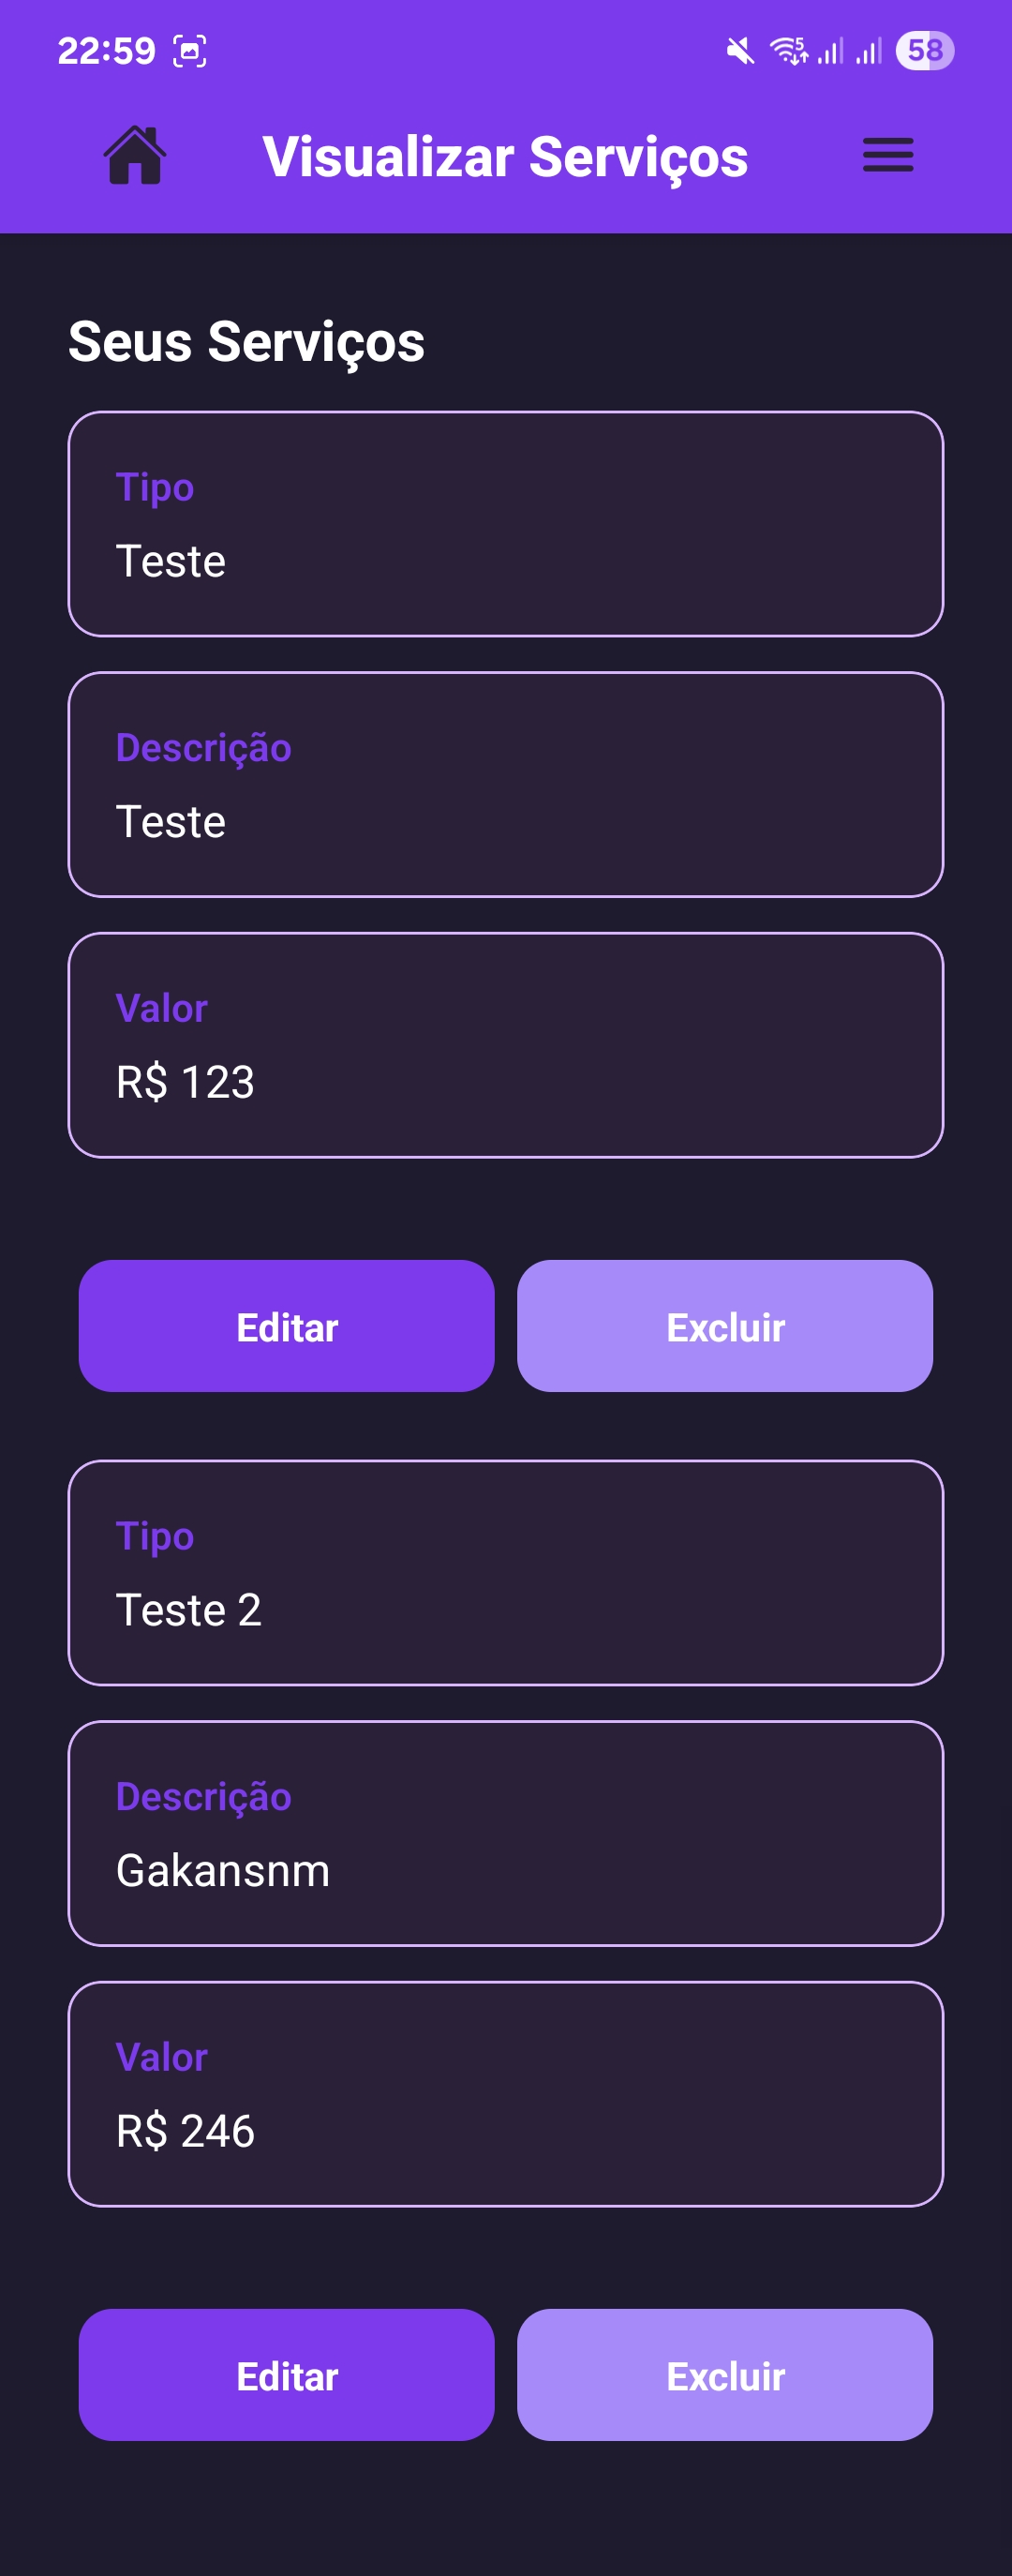 22:59
5
58
Visualizar Serviços
Seus Serviços
Tipo
Teste
Descrição
Teste
Valor
R$ 123
Editar
Excluir
Tipo
Teste 2
Descrição
Gakansnm
Valor
R$ 246
Editar
Excluir